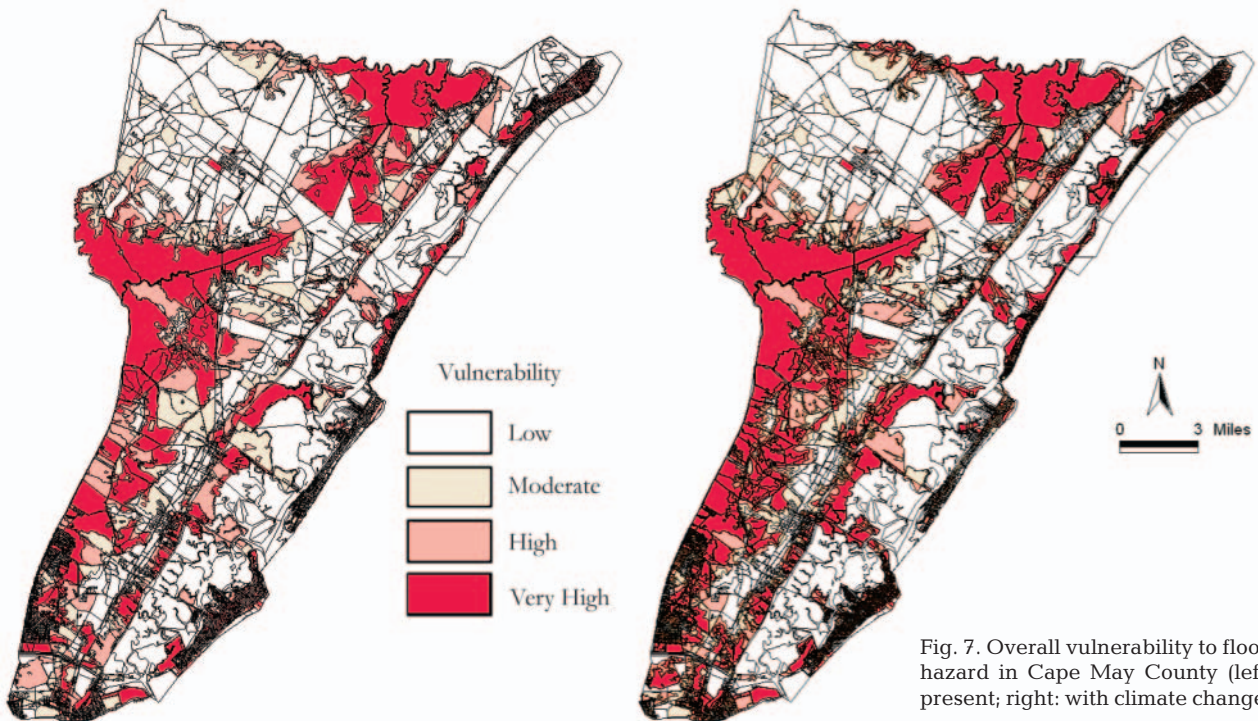 Vulnerability
Low
Moderate
High
Very High
N
0 3 Miles
Fig. 7. Overall vulnerability to floo
hazard in Cape May County (lef
present; right: with climate change